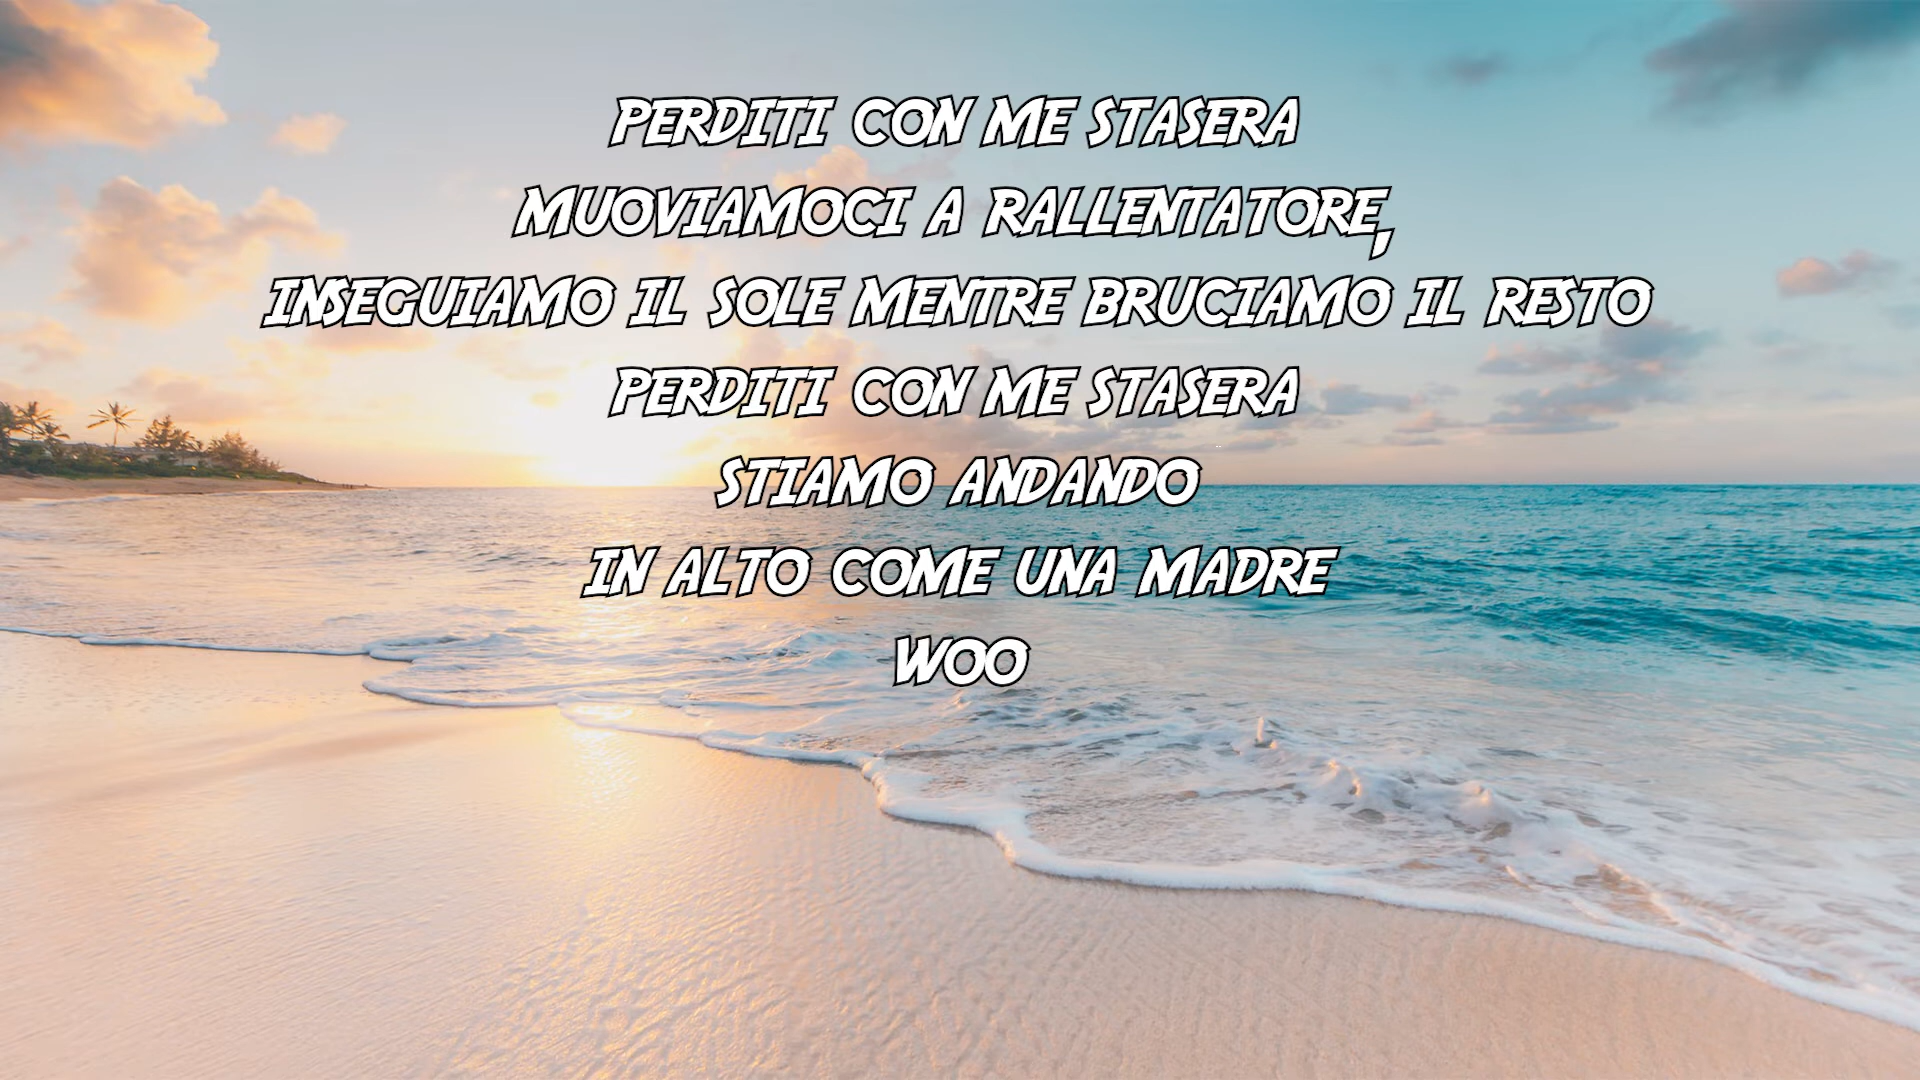 PERDITI CON ME STASERA
MUOVIAMOCI A RALLENTATORE,
INSEGUIAMO IL SOLE MENTRE BRUCIAMO IL RESTO
PERDITI CON ME STASERA
STIAMO ANDANDO
IN ALTO COME UNA MADRE
WOO